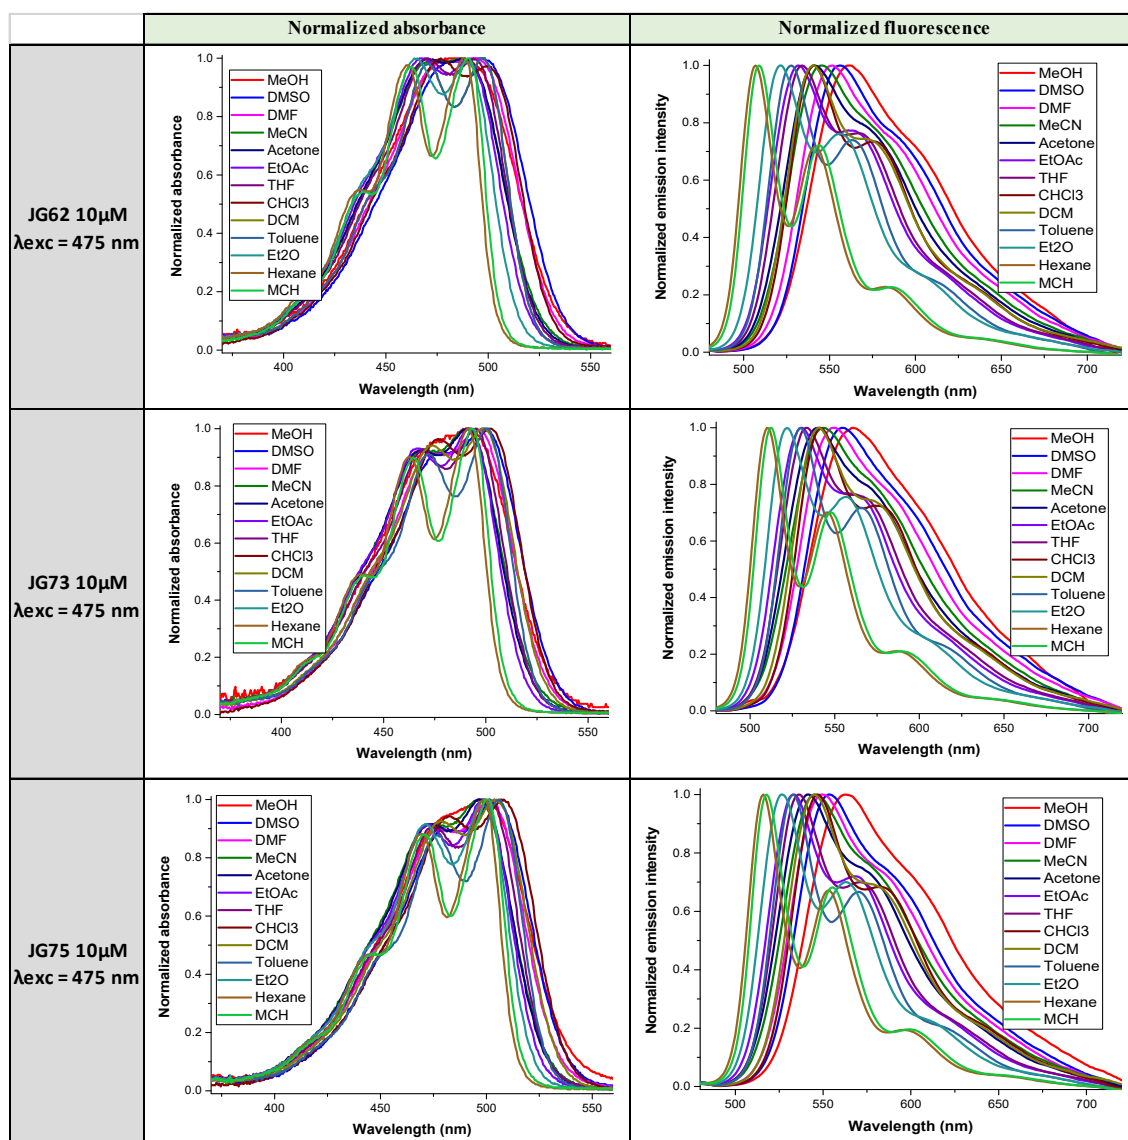 Normalized absorbance
Normalized fluorescence
JG62 10µM
λexc = 475 nm
Normalized absorbance
1.0
0.8
0.6
0.4
0.2
0.0
400
450
500
550
Wavelength (nm)
MeOH
DMSO
DMF
MeCN
Acetone
EtOAc
THF
CHCl3
DCM
Toluene
Et2O
Hexane
MCH
Normalized emission intensity
1.0
0.8
0.6
0.4
0.2
0.0
500
550
600
650
700
Wavelength (nm)
MeOH
DMSO
DMF
MeCN
Acetone
EtOAc
THF
CHCl3
DCM
Toluene
Et2O
Hexane
MCH
JG73 10µM
λexc = 475 nm
Normalized absorbance
1.0
0.8
0.6
0.4
0.2
0.0
400
450
500
550
Wavelength (nm)
MeOH
DMSO
DMF
MeCN
Acetone
EtOAc
THF
CHCl3
DCM
Toluene
Et2O
Hexane
MCH
Normalized emission intensity
1.0
0.8
0.6
0.4
0.2
0.0
500
550
600
650
700
Wavelength (nm)
MeOH
DMSO
DMF
MeCN
Acetone
EtOAc
THF
CHCl3
DCM
Toluene
Et2O
Hexane
MCH
JG75 10µM
λexc = 475 nm
Normalized absorbance
1.0
0.8
0.6
0.4
0.2
0.0
400
450
500
550
Wavelength (nm)
MeOH
DMSO
DMF
MeCN
Acetone
EtOAc
THF
CHCl3
DCM
Toluene
Et2O
Hexane
MCH
Normalized emission intensity
1.0
0.8
0.6
0.4
0.2
0.0
500
550
600
650
700
Wavelength (nm)
MeOH
DMSO
DMF
MeCN
Acetone
EtOAc
THF
CHCl3
DCM
Toluene
Et2O
Hexane
MCH